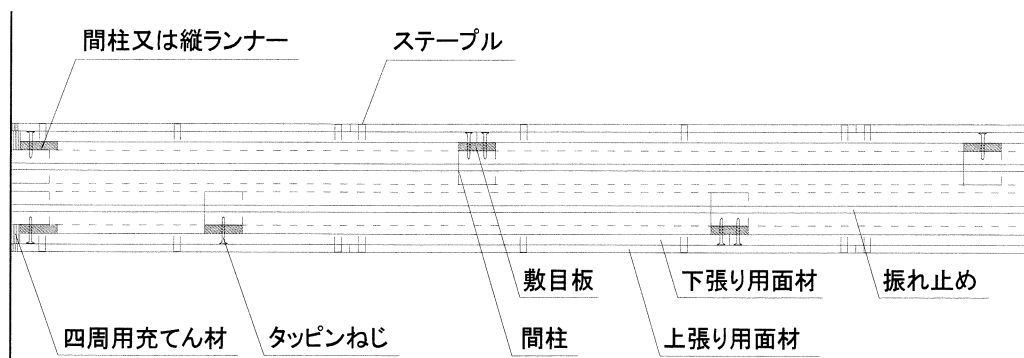 間柱又は縦ランナー
ステープル
敷目板
下張り用面材
振れ止め
四周用充てん材
タッピンねじ
間柱
上張り用面材